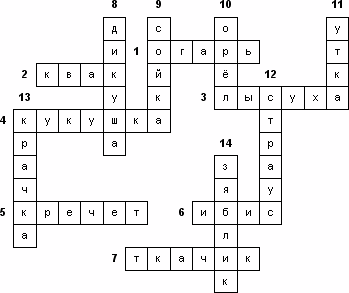 8 9 10 11
д с о у
и 1 о г а р ь т
2 к в а к й ё 12 к
13 у к 3 л ы с у х а
4 к у к у ш к а т
р а 14 р
а з а
ч я у
5 к р е ч е т 6 и б и с
а л
7 т к а ч и к
к